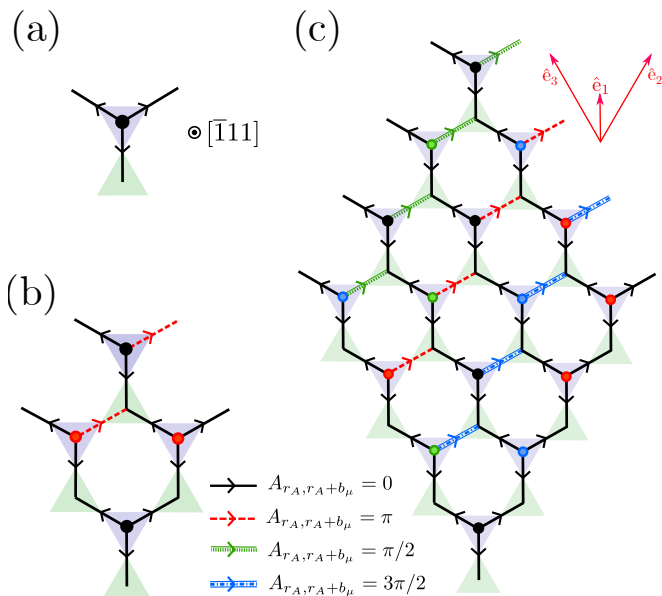 (a)
[1̅11]
(b)
(c)
ê₃
ê₁
ê₂
A_{r_A,r_A+b_μ} = 0
A_{r_A,r_A+b_μ} = π
A_{r_A,r_A+b_μ} = π/2
A_{r_A,r_A+b_μ} = 3π/2